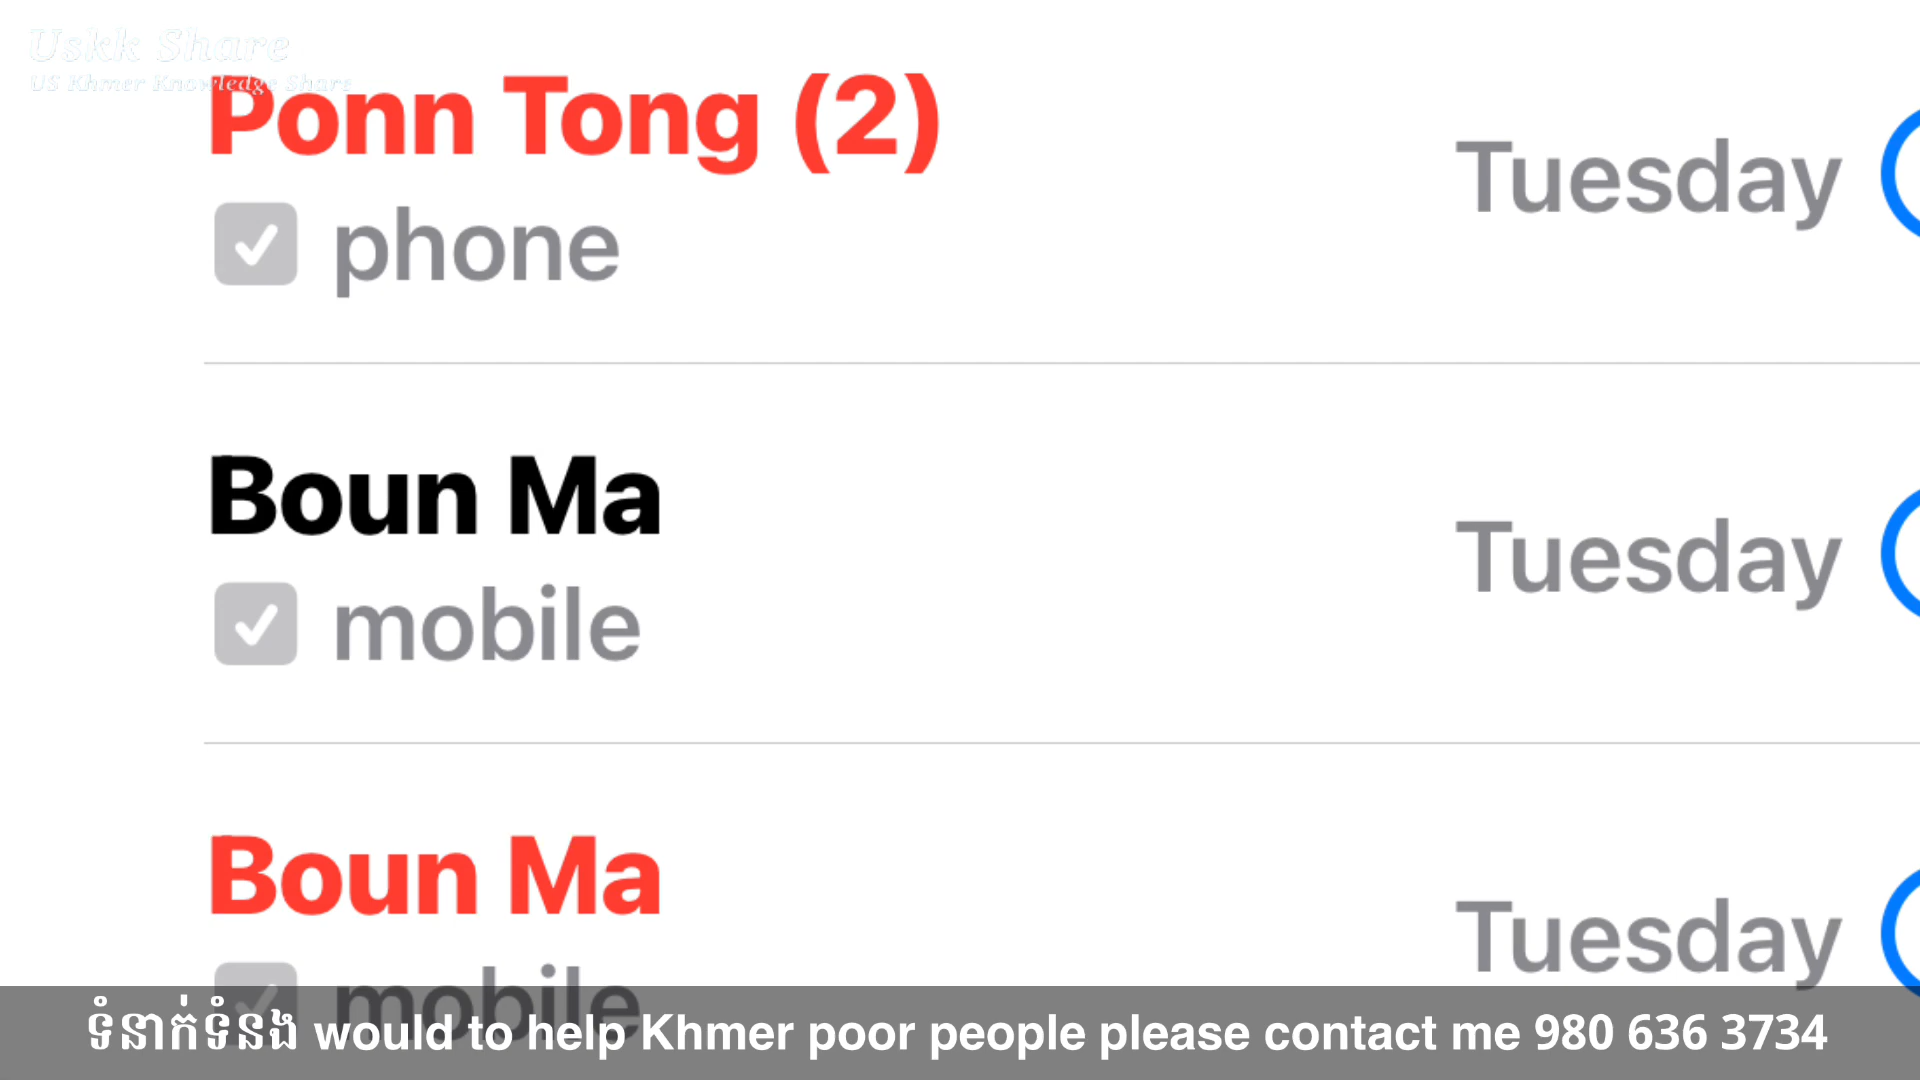 Uskk Share
US Khmer Knowledge Share
Ponn Tong (2)
Tuesday
phone
Boun Ma
Tuesday
mobile
Boun Ma
Tuesday
mobile
ទំនាក់ទំនង would to help Khmer poor people please contact me 980 636 3734